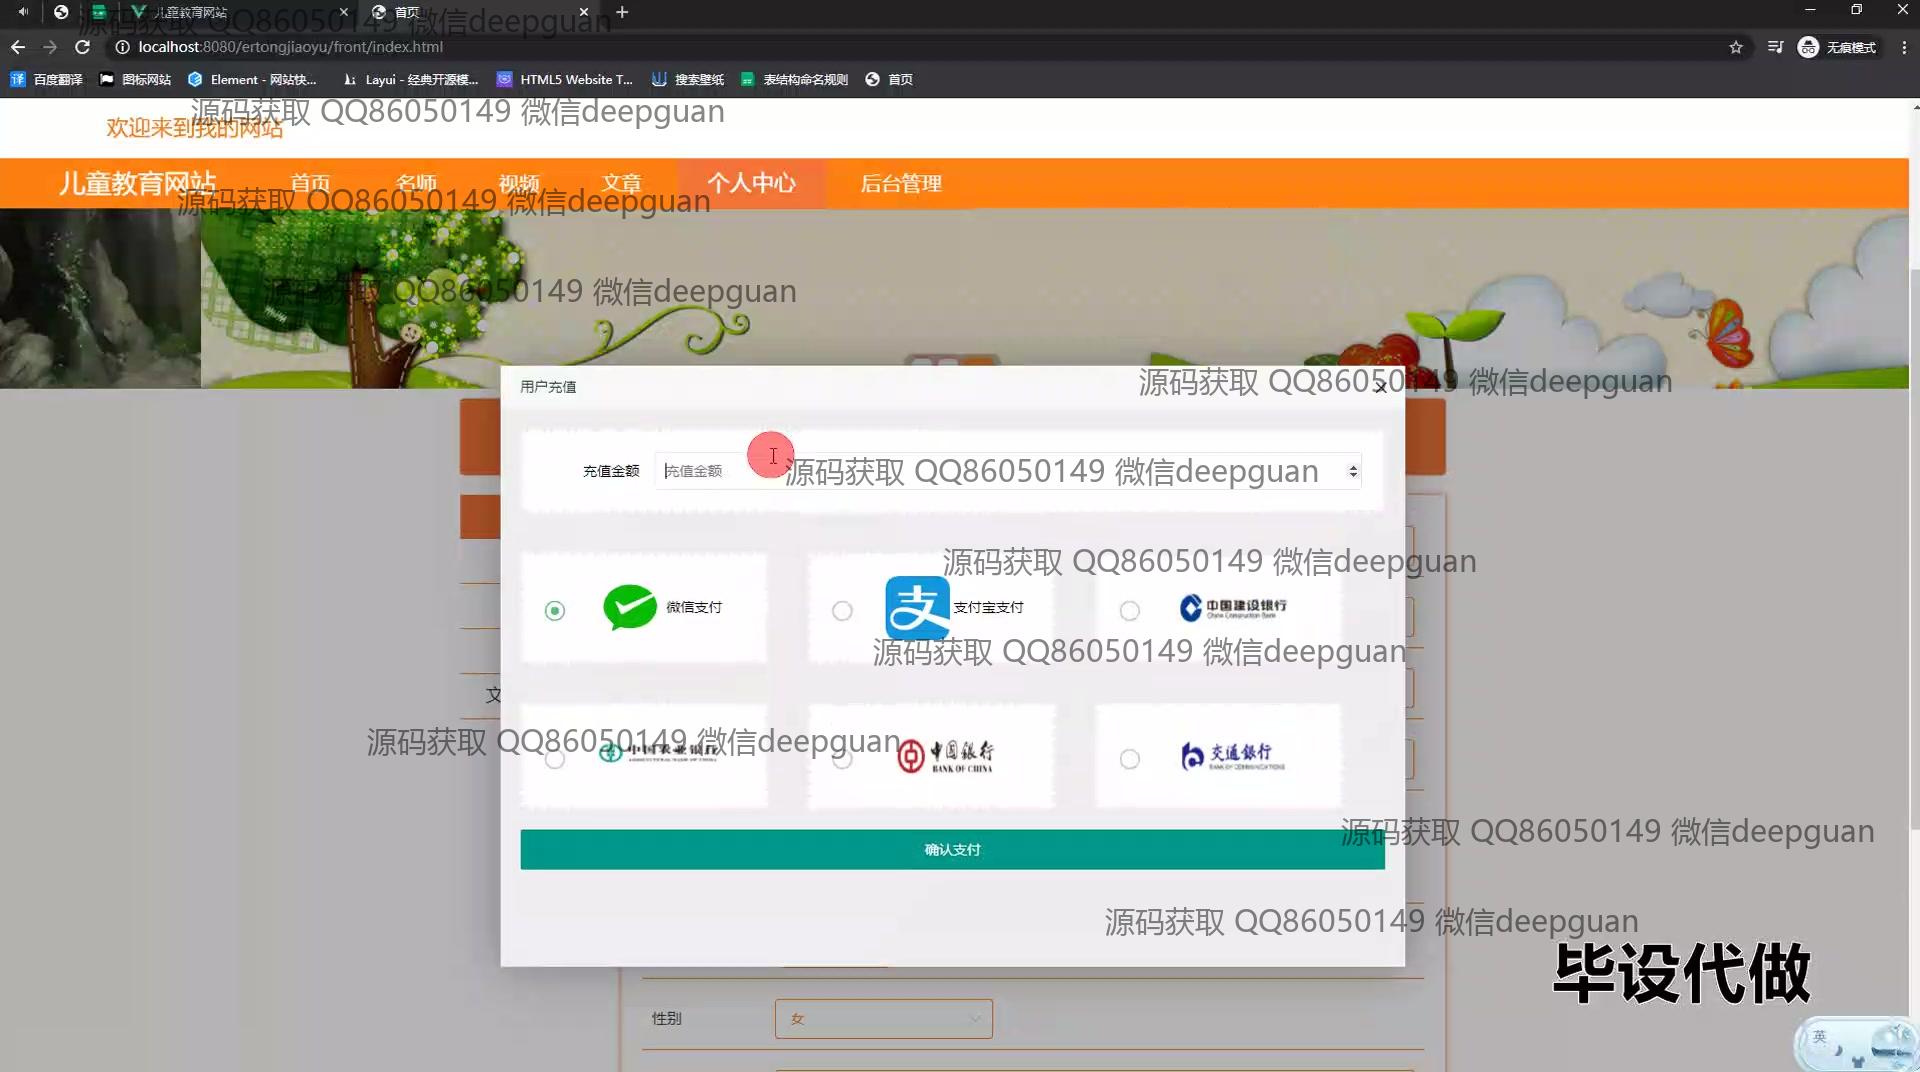 儿童教育网站
首页
localhost:8080/ertongjiaoyu/front/index.html
无痕模式
百度翻译
图标网站
Element - 网站快...
Layui - 经典开源模...
HTML5 Website T...
搜索壁纸
表结构命名规则
首页
源码获取 QQ86050149 微信deepguan
源码获取 QQ86050149 微信deepguan
欢迎来到我的网站
儿童教育网站
首页
名师
视频
文章
个人中心
后台管理
源码获取 QQ86050149 微信deepguan
源码获取 QQ86050149 微信deepguan
用户充值
源码获取 QQ86050149 微信deepguan
充值金额
充值金额
源码获取 QQ86050149 微信deepguan
源码获取 QQ86050149 微信deepguan
微信支付
支
支付宝支付
中国建设银行
China Construction Bank
源码获取 QQ86050149 微信deepguan
文
源码获取 QQ86050149 微信deepguan
中国农业银行
AGRICULTURAL BANK OF CHINA
中国银行
BANK OF CHINA
交通银行
BANK OF COMMUNICATIONS
源码获取 QQ86050149 微信deepguan
确认支付
源码获取 QQ86050149 微信deepguan
毕设代做
性别
女
英